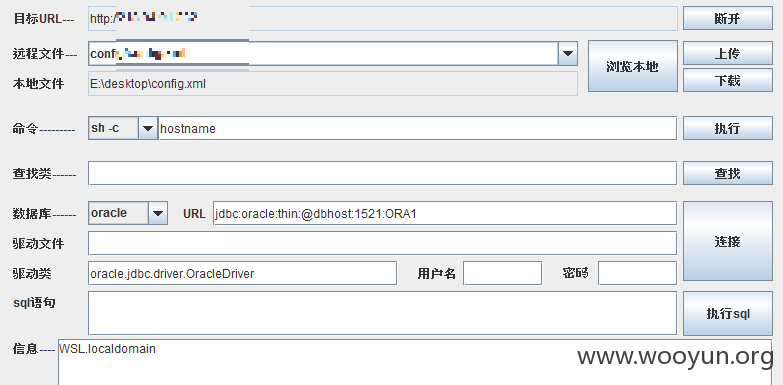 目标URL--- http:/ 断开
远程文件--- conf 浏览本地 上传
本地文件 E:\desktop\config.xml 下载
命令--------- sh -c hostname 执行
查找类------ 查找
数据库------ oracle URL jdbc:oracle:thin:@dbhost:1521:ORA1 连接
驱动文件
驱动类 oracle.jdbc.driver.OracleDriver 用户名 密码
sql语句 执行sql
信息---- WSL.localdomain
www.wooyun.org